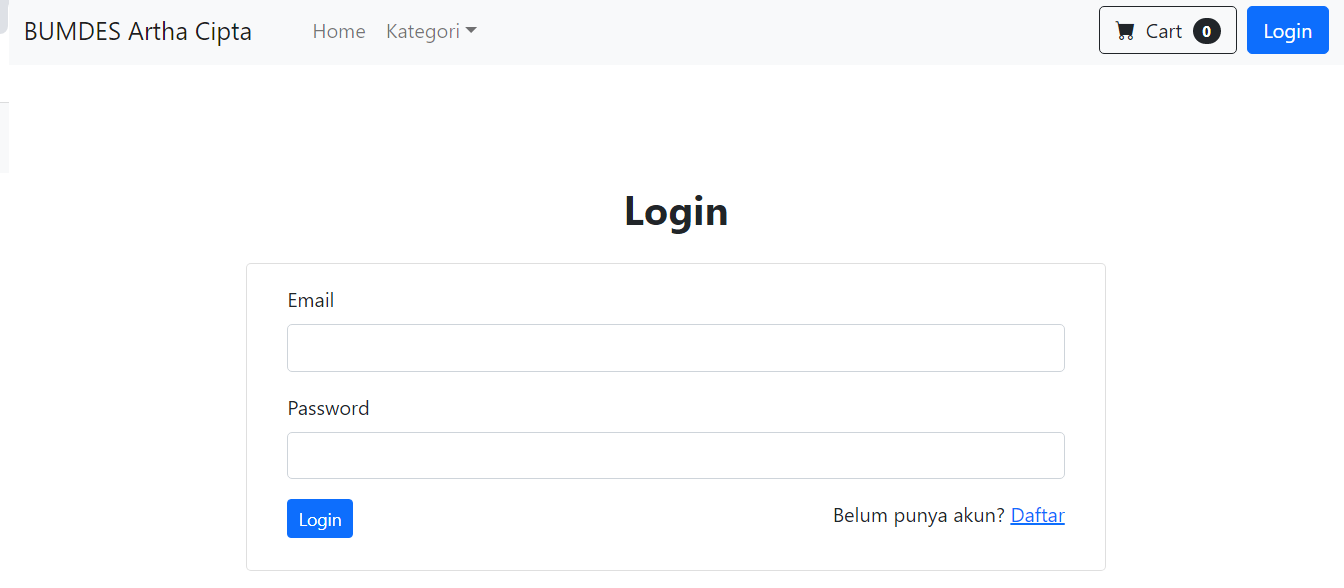 BUMDES Artha Cipta Home Kategori Cart 0 Login
Login
Email
Password
Login Belum punya akun? Daftar